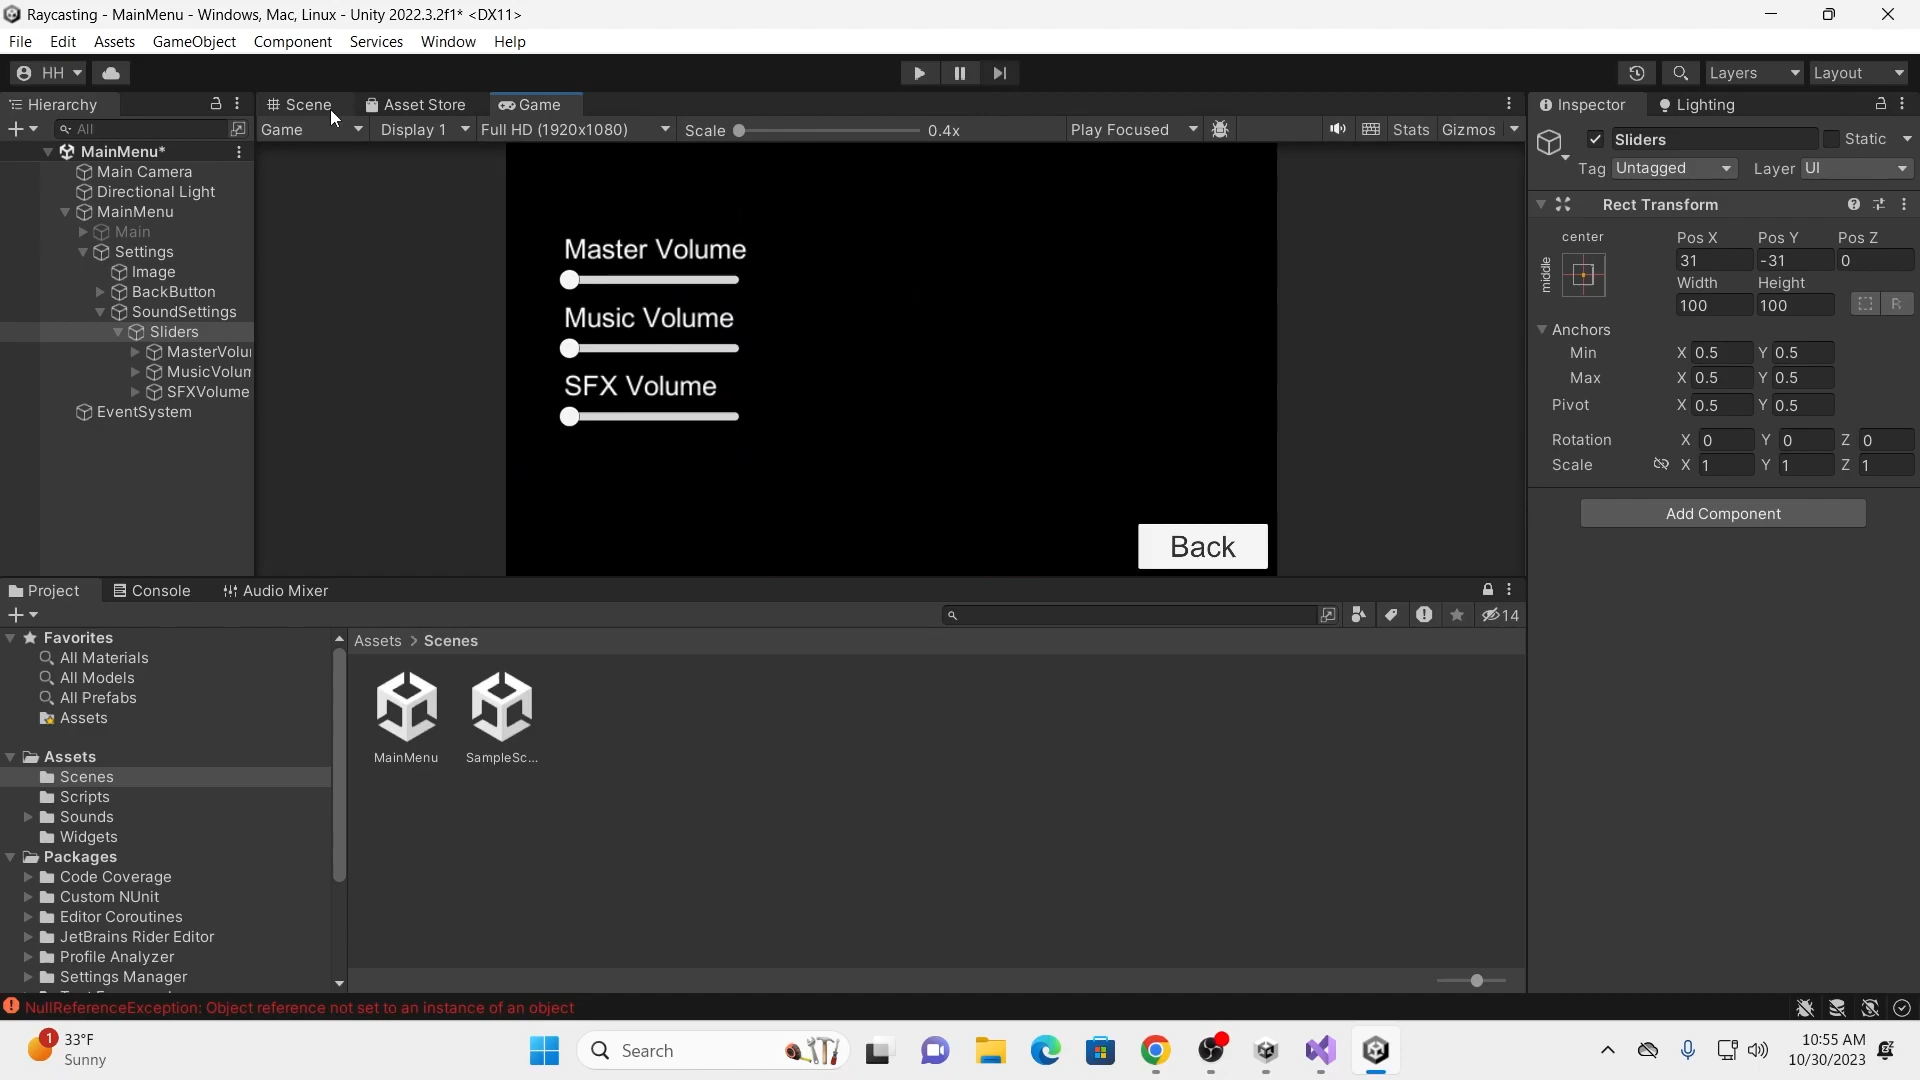 Raycasting - MainMenu - Windows, Mac, Linux - Unity 2022.3.2f1* <DX11>
File Edit Assets GameObject Component Services Window Help
HH Layers Layout
Hierarchy Scene Asset Store Game Inspector Lighting
All Game Display 1 Full HD (1920x1080) Scale 0.4x Play Focused Stats Gizmos
Sliders Static
MainMenu*
Tag Untagged Layer UI
Main Camera
Directional Light
MainMenu
Main
Settings
Image
BackButton
SoundSettings
Sliders
MasterVolu
MusicVolum
SFXVolume
EventSystem
Master Volume
Music Volume
SFX Volume
Back
Rect Transform
center
middle
Pos X Pos Y Pos Z
31 -31 0
Width Height
100 100 R
Anchors
Min X 0.5 Y 0.5
Max X 0.5 Y 0.5
Pivot X 0.5 Y 0.5
Rotation X 0 Y 0 Z 0
Scale X 1 Y 1 Z 1
Add Component
Project Console Audio Mixer
14
Favorites
All Materials
All Models
All Prefabs
Assets
Assets
Scenes
Scripts
Sounds
Widgets
Packages
Code Coverage
Custom NUnit
Editor Coroutines
JetBrains Rider Editor
Profile Analyzer
Settings Manager
Assets > Scenes
MainMenu SampleSc...
NullReferenceException: Object reference not set to an instance of an object
1
33°F
Sunny
Search
10:55 AM
10/30/2023